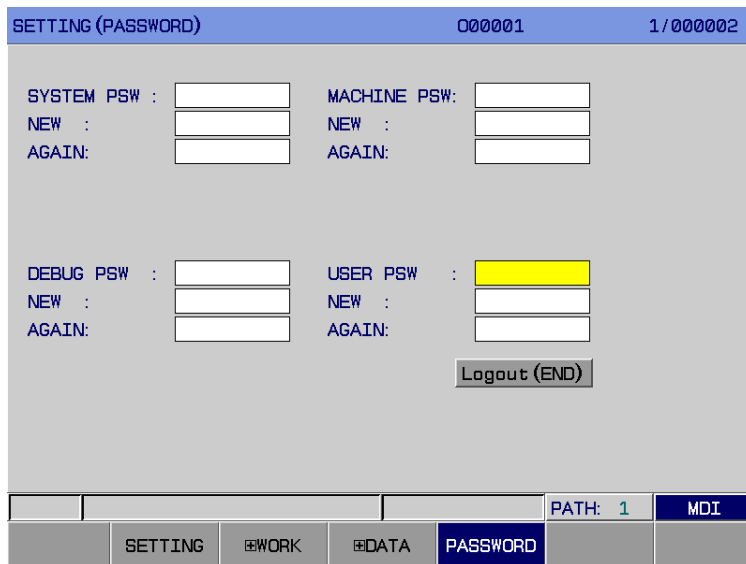 SETTING(PASSWORD) O00001 1/000002
SYSTEM PSW : MACHINE PSW:
NEW : NEW :
AGAIN: AGAIN:
DEBUG PSW : USER PSW :
NEW : NEW :
AGAIN: AGAIN:
Logout(END)
PATH: 1 MDI
SETTING ⊞WORK ⊞DATA PASSWORD